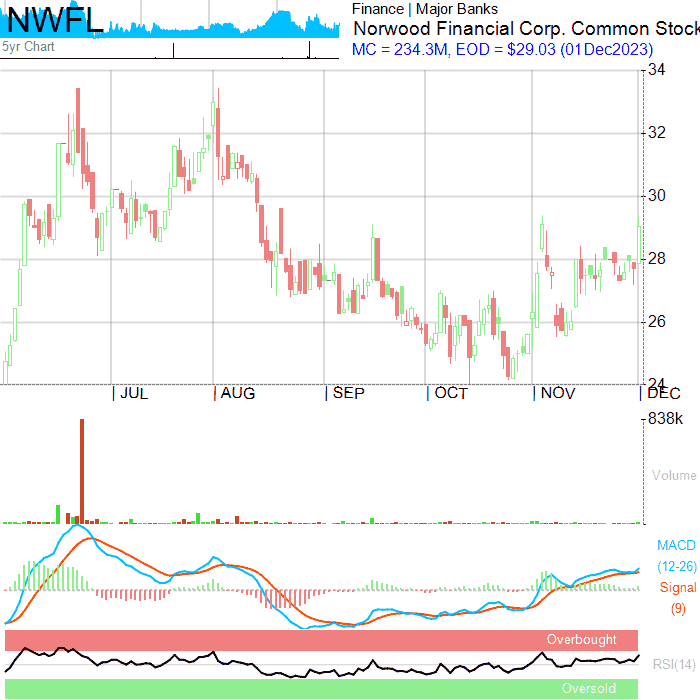 NWFL
5yr Chart
Finance | Major Banks
Norwood Financial Corp. Common Stock
MC = 234.3M, EOD = $29.03 (01Dec2023)
34
32
30
28
26
24
JUL AUG SEP OCT NOV DEC
838k
Volume
MACD
(12-26)
Signal
(9)
Overbought
RSI(14)
Oversold